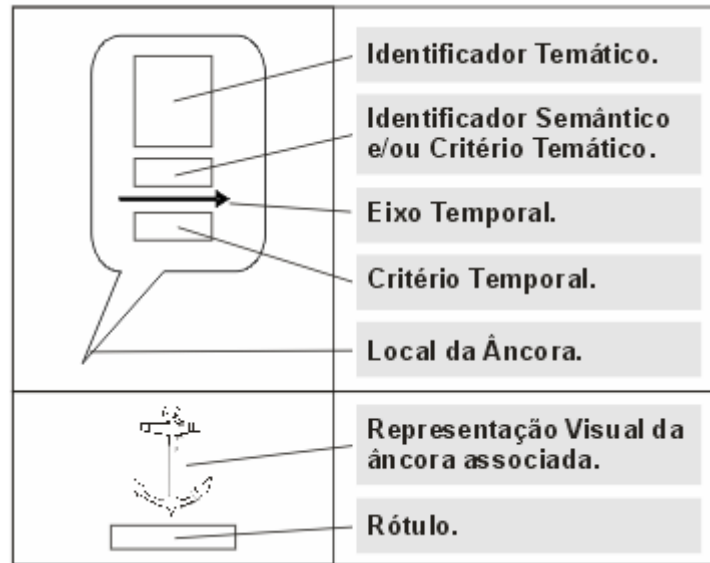 Identificador Temático.
Identificador Semântico
e/ou Critério Temático.
Eixo Temporal.
Critério Temporal.
Local da Âncora.
Representação Visual da
âncora associada.
Rótulo.